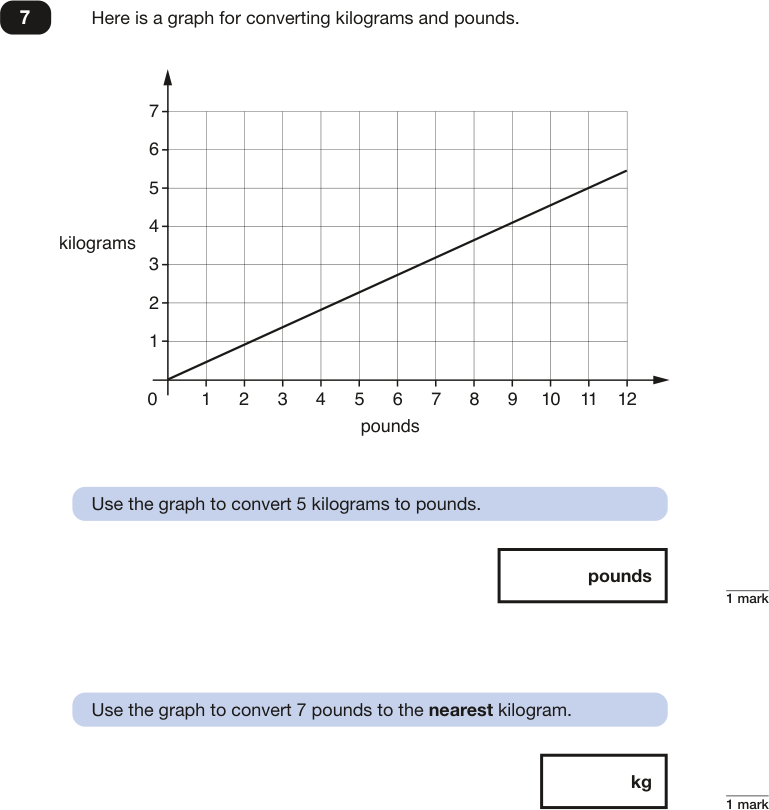 7
Here is a graph for converting kilograms and pounds.
7
6
5
4
kilograms
3
2
1
0 1 2 3 4 5 6 7 8 9 10 11 12
pounds
Use the graph to convert 5 kilograms to pounds.
pounds
1 mark
Use the graph to convert 7 pounds to the nearest kilogram.
kg
1 mark